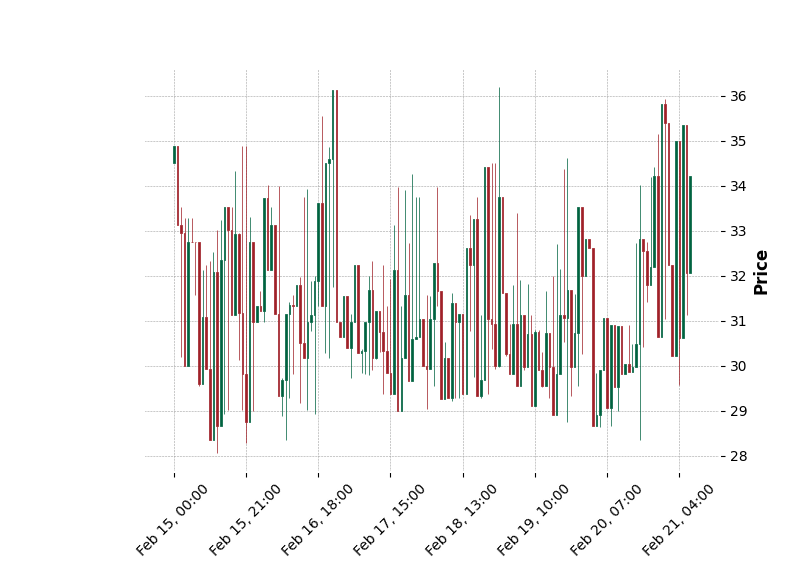 36
35
34
33
32
31
30
29
28
Price
Feb 15, 00:00
Feb 15, 21:00
Feb 16, 18:00
Feb 17, 15:00
Feb 18, 13:00
Feb 19, 10:00
Feb 20, 07:00
Feb 21, 04:00